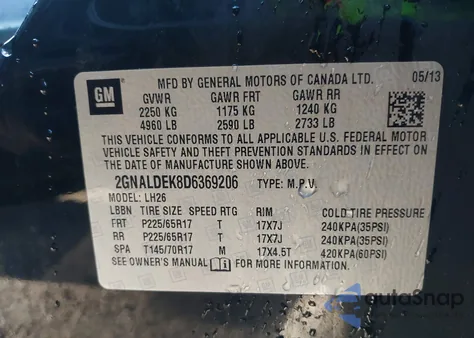 GM
MFD BY GENERAL MOTORS OF CANADA LTD. 05/13
GVWR GAWR FRT GAWR RR
2250 KG 1175 KG 1240 KG
4960 LB 2590 LB 2733 LB
THIS VEHICLE CONFORMS TO ALL APPLICABLE U.S. FEDERAL MOTOR
VEHICLE SAFETY AND THEFT PREVENTION STANDARDS IN EFFECT ON THE
DATE OF MANUFACTURE SHOWN ABOVE.
2GNALDEK8D6369206 TYPE: M.P.V.
MODEL: LH26
LBBN TIRE SIZE SPEED RTG RIM COLD TIRE PRESSURE
FRT P225/65R17 T 17X7J 240KPA(35PSI)
RR P225/65R17 T 17X7J 240KPA(35PSI)
SPA T145/70R17 M 17X4.5T 420KPA(60PSI)
SEE OWNER'S MANUAL FOR MORE INFORMATION
autoSnap